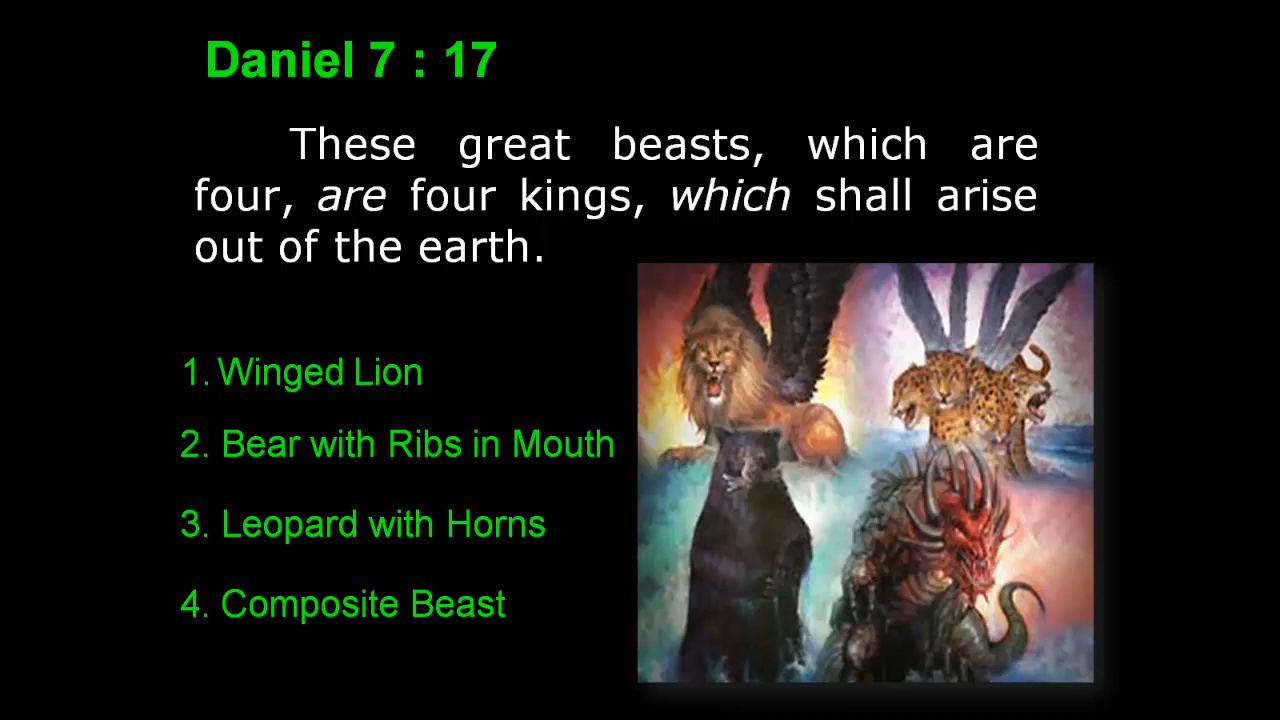 Daniel 7 : 17
These great beasts, which are
four, are four kings, which shall arise
out of the earth.
1. Winged Lion
2. Bear with Ribs in Mouth
3. Leopard with Horns
4. Composite Beast